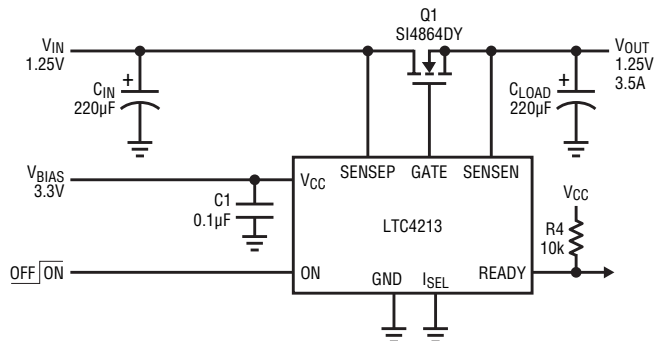 Q1
SI4864DY
VIN
1.25V
VOUT
1.25V
3.5A
+
CIN
220µF
+
CLOAD
220µF
VBIAS
3.3V
VCC
SENSEP
GATE
SENSEN
C1
0.1µF
LTC4213
VCC
R4
10k
OFF ON
ON
GND
ISEL
READY